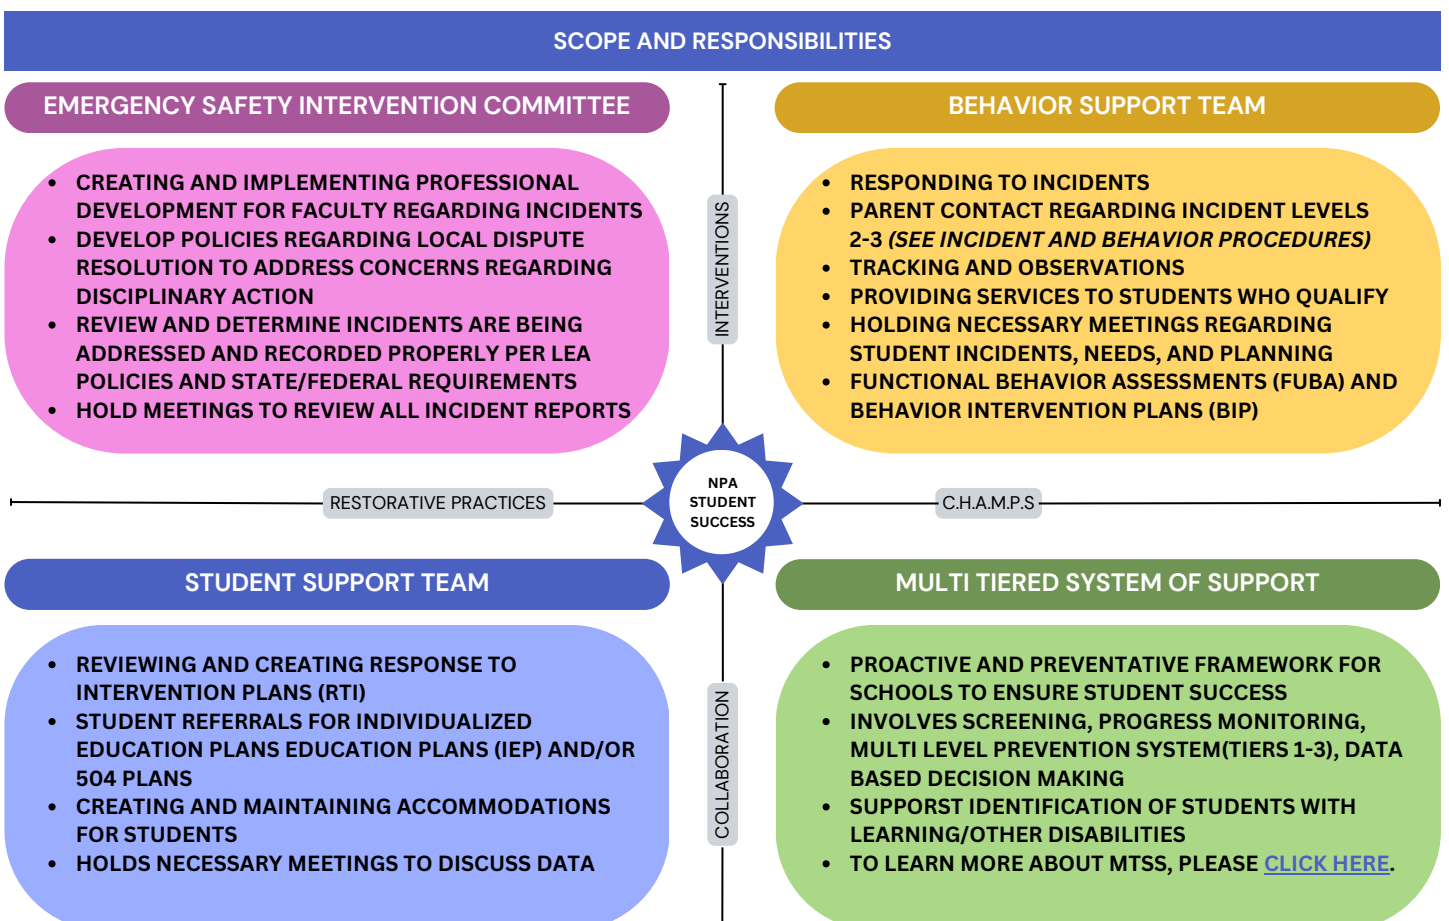 SCOPE AND RESPONSIBILITIES
EMERGENCY SAFETY INTERVENTION COMMITTEE
• CREATING AND IMPLEMENTING PROFESSIONAL
DEVELOPMENT FOR FACULTY REGARDING INCIDENTS
• DEVELOP POLICIES REGARDING LOCAL DISPUTE
RESOLUTION TO ADDRESS CONCERNS REGARDING
DISCIPLINARY ACTION
• REVIEW AND DETERMINE INCIDENTS ARE BEING
ADDRESSED AND RECORDED PROPERLY PER LEA
POLICIES AND STATE/FEDERAL REQUIREMENTS
• HOLD MEETINGS TO REVIEW ALL INCIDENT REPORTS
INTERVENTIONS
BEHAVIOR SUPPORT TEAM
• RESPONDING TO INCIDENTS
• PARENT CONTACT REGARDING INCIDENT LEVELS
2-3 (SEE INCIDENT AND BEHAVIOR PROCEDURES)
• TRACKING AND OBSERVATIONS
• PROVIDING SERVICES TO STUDENTS WHO QUALIFY
• HOLDING NECESSARY MEETINGS REGARDING
STUDENT INCIDENTS, NEEDS, AND PLANNING
• FUNCTIONAL BEHAVIOR ASSESSMENTS (FUBA) AND
BEHAVIOR INTERVENTION PLANS (BIP)
RESTORATIVE PRACTICES
NPA
STUDENT
SUCCESS
C.H.A.M.P.S
STUDENT SUPPORT TEAM
• REVIEWING AND CREATING RESPONSE TO
INTERVENTION PLANS (RTI)
• STUDENT REFERRALS FOR INDIVIDUALIZED
EDUCATION PLANS EDUCATION PLANS (IEP) AND/OR
504 PLANS
• CREATING AND MAINTAINING ACCOMMODATIONS
FOR STUDENTS
• HOLDS NECESSARY MEETINGS TO DISCUSS DATA
COLLABORATION
MULTI TIERED SYSTEM OF SUPPORT
• PROACTIVE AND PREVENTATIVE FRAMEWORK FOR
SCHOOLS TO ENSURE STUDENT SUCCESS
• INVOLVES SCREENING, PROGRESS MONITORING,
MULTI LEVEL PREVENTION SYSTEM(TIERS 1-3), DATA
BASED DECISION MAKING
• SUPPORST IDENTIFICATION OF STUDENTS WITH
LEARNING/OTHER DISABILITIES
• TO LEARN MORE ABOUT MTSS, PLEASE CLICK HERE.